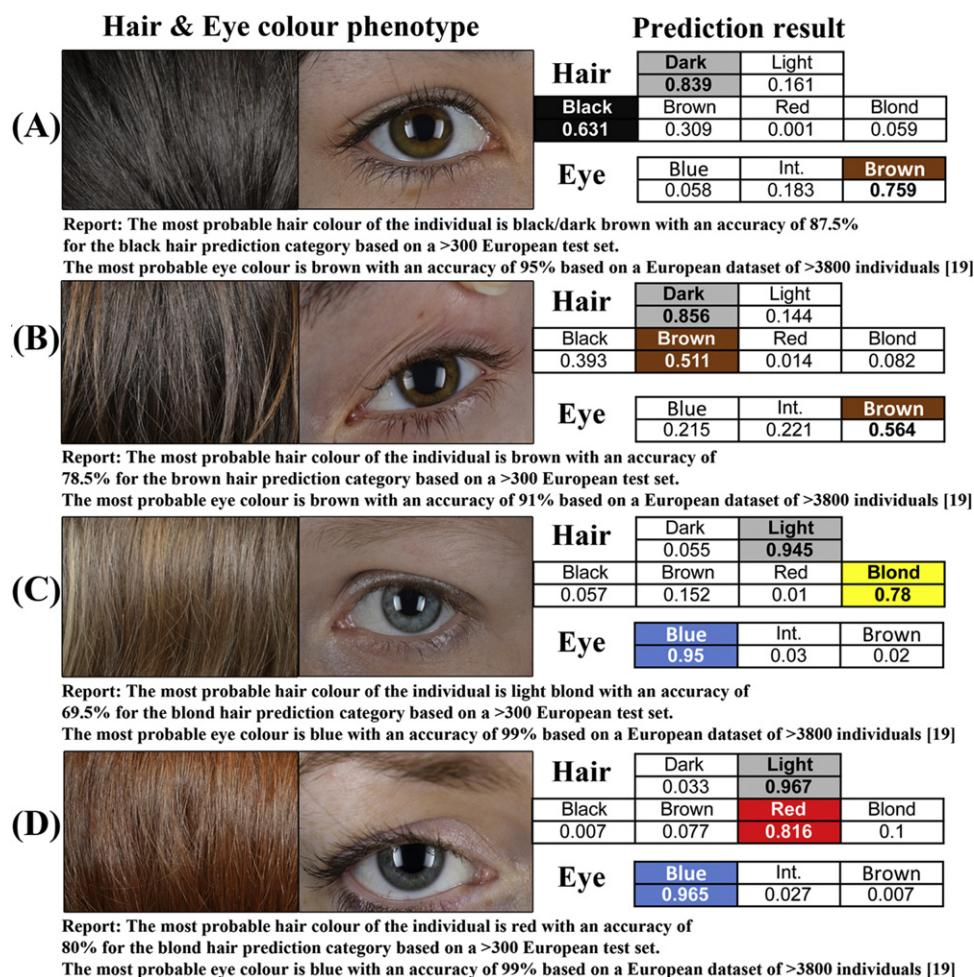 Hair & Eye colour phenotype Prediction result
(A)
Hair Dark Light
0.839 0.161
Black Brown Red Blond
0.631 0.309 0.001 0.059
Eye Blue Int. Brown
0.058 0.183 0.759
Report: The most probable hair colour of the individual is black/dark brown with an accuracy of 87.5%
for the black hair prediction category based on a >300 European test set.
The most probable eye colour is brown with an accuracy of 95% based on a European dataset of >3800 individuals [19]
(B)
Hair Dark Light
0.856 0.144
Black Brown Red Blond
0.393 0.511 0.014 0.082
Eye Blue Int. Brown
0.215 0.221 0.564
Report: The most probable hair colour of the individual is brown with an accuracy of
78.5% for the brown hair prediction category based on a >300 European test set.
The most probable eye colour is brown with an accuracy of 91% based on a European dataset of >3800 individuals [19]
(C)
Hair Dark Light
0.055 0.945
Black Brown Red Blond
0.057 0.152 0.01 0.78
Eye Blue Int. Brown
0.95 0.03 0.02
Report: The most probable hair colour of the individual is light blond with an accuracy of
69.5% for the blond hair prediction category based on a >300 European test set.
The most probable eye colour is blue with an accuracy of 99% based on a European dataset of >3800 individuals [19]
(D)
Hair Dark Light
0.033 0.967
Black Brown Red Blond
0.007 0.077 0.816 0.1
Eye Blue Int. Brown
0.965 0.027 0.007
Report: The most probable hair colour of the individual is red with an accuracy of
80% for the blond hair prediction category based on a >300 European test set.
The most probable eye colour is blue with an accuracy of 99% based on a European dataset of >3800 individuals [19]